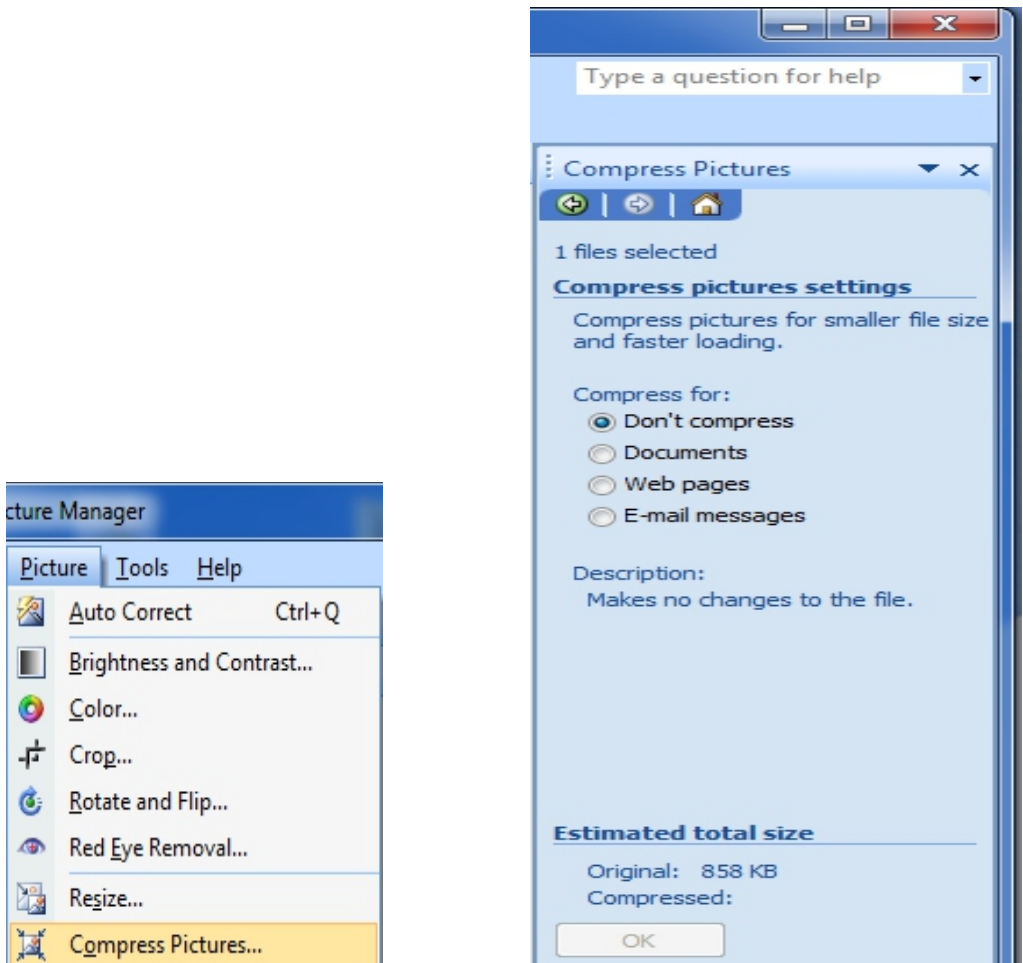 Type a question for help
Compress Pictures
1 files selected
Compress pictures settings
Compress pictures for smaller file size
and faster loading.
Compress for:
Don't compress
Documents
Web pages
E-mail messages
Description:
Makes no changes to the file.
Estimated total size
Original: 858 KB
Compressed:
OK
cture Manager
Picture Tools Help
Auto Correct Ctrl+Q
Brightness and Contrast...
Color...
Crop...
Rotate and Flip...
Red Eye Removal...
Resize...
Compress Pictures...